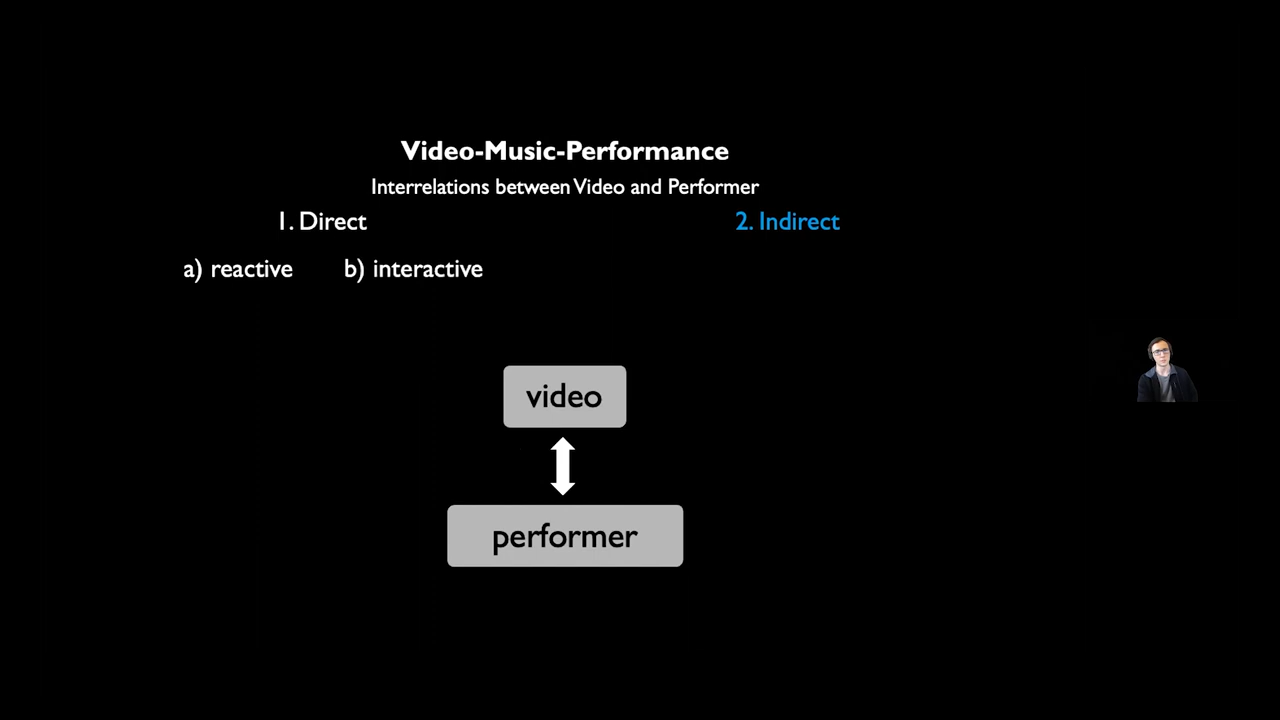 Video-Music-Performance
Interrelations between Video and Performer
1. Direct 2. Indirect
a) reactive b) interactive
video
performer